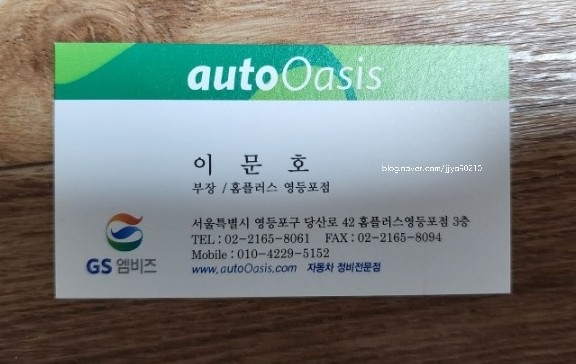 autoOasis
이 문 호
부장 / 홈플러스 영등포점
blog.naver.com/jjya60210
서울특별시 영등포구 당산로 42 홈플러스영등포점 3층
TEL : 02-2165-8061 FAX : 02-2165-8094
Mobile : 010-4229-5152
www.autoOasis.com 자동차 정비전문점
GS 엠비즈